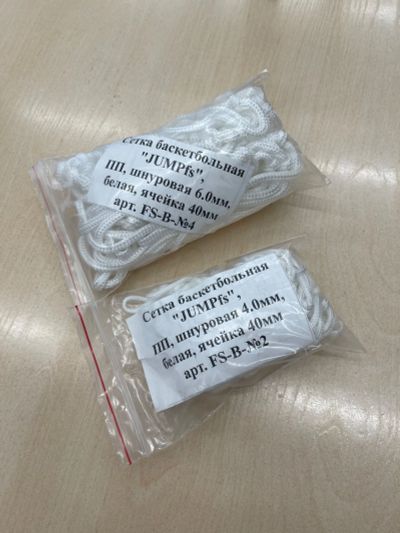 Сетка баскетбольная
"JUMPfs",
ПП, шнуровая 6.0мм,
белая, ячейка 40мм
арт. FS-B-№4
Сетка баскетбольная
"JUMPfs",
ПП, шнуровая 4.0мм,
белая, ячейка 40мм
арт. FS-B-№2